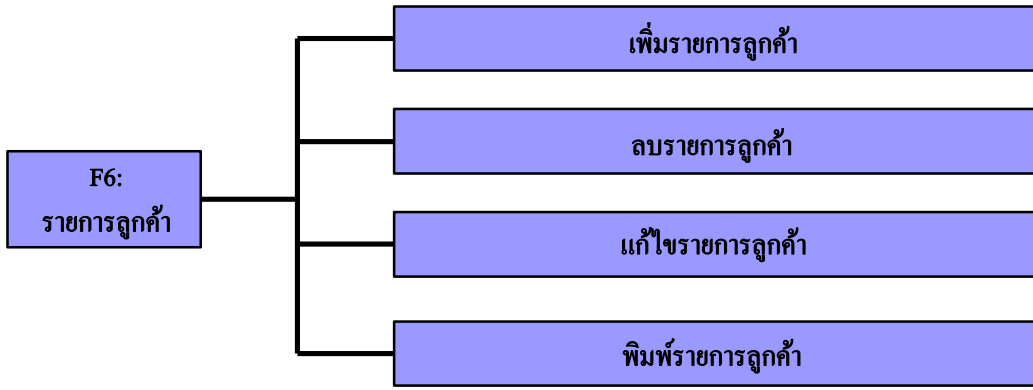 F6:
รายการลูกค้า
เพิ่มรายการลูกค้า
ลบรายการลูกค้า
แก้ไขรายการลูกค้า
พิมพ์รายการลูกค้า